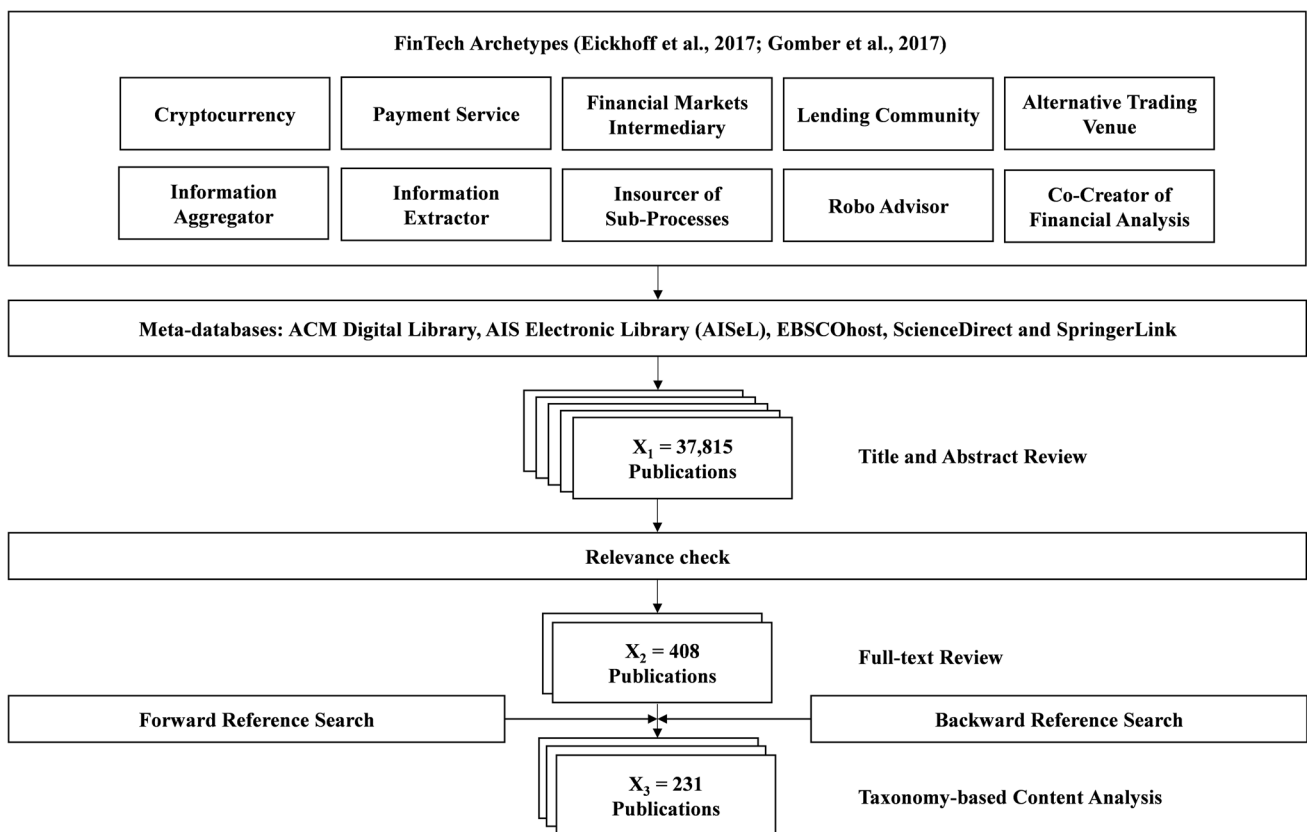 FinTech Archetypes (Eickhoff et al., 2017; Gomber et al., 2017)
Cryptocurrency
Payment Service
Financial Markets
Intermediary
Lending Community
Alternative Trading
Venue
Information
Aggregator
Information
Extractor
Insourcer of
Sub-Processes
Robo Advisor
Co-Creator of
Financial Analysis
Meta-databases: ACM Digital Library, AIS Electronic Library (AISeL), EBSCOhost, ScienceDirect and SpringerLink
X₁ = 37,815
Publications
Title and Abstract Review
Relevance check
X₂ = 408
Publications
Full-text Review
Forward Reference Search
Backward Reference Search
X₃ = 231
Publications
Taxonomy-based Content Analysis